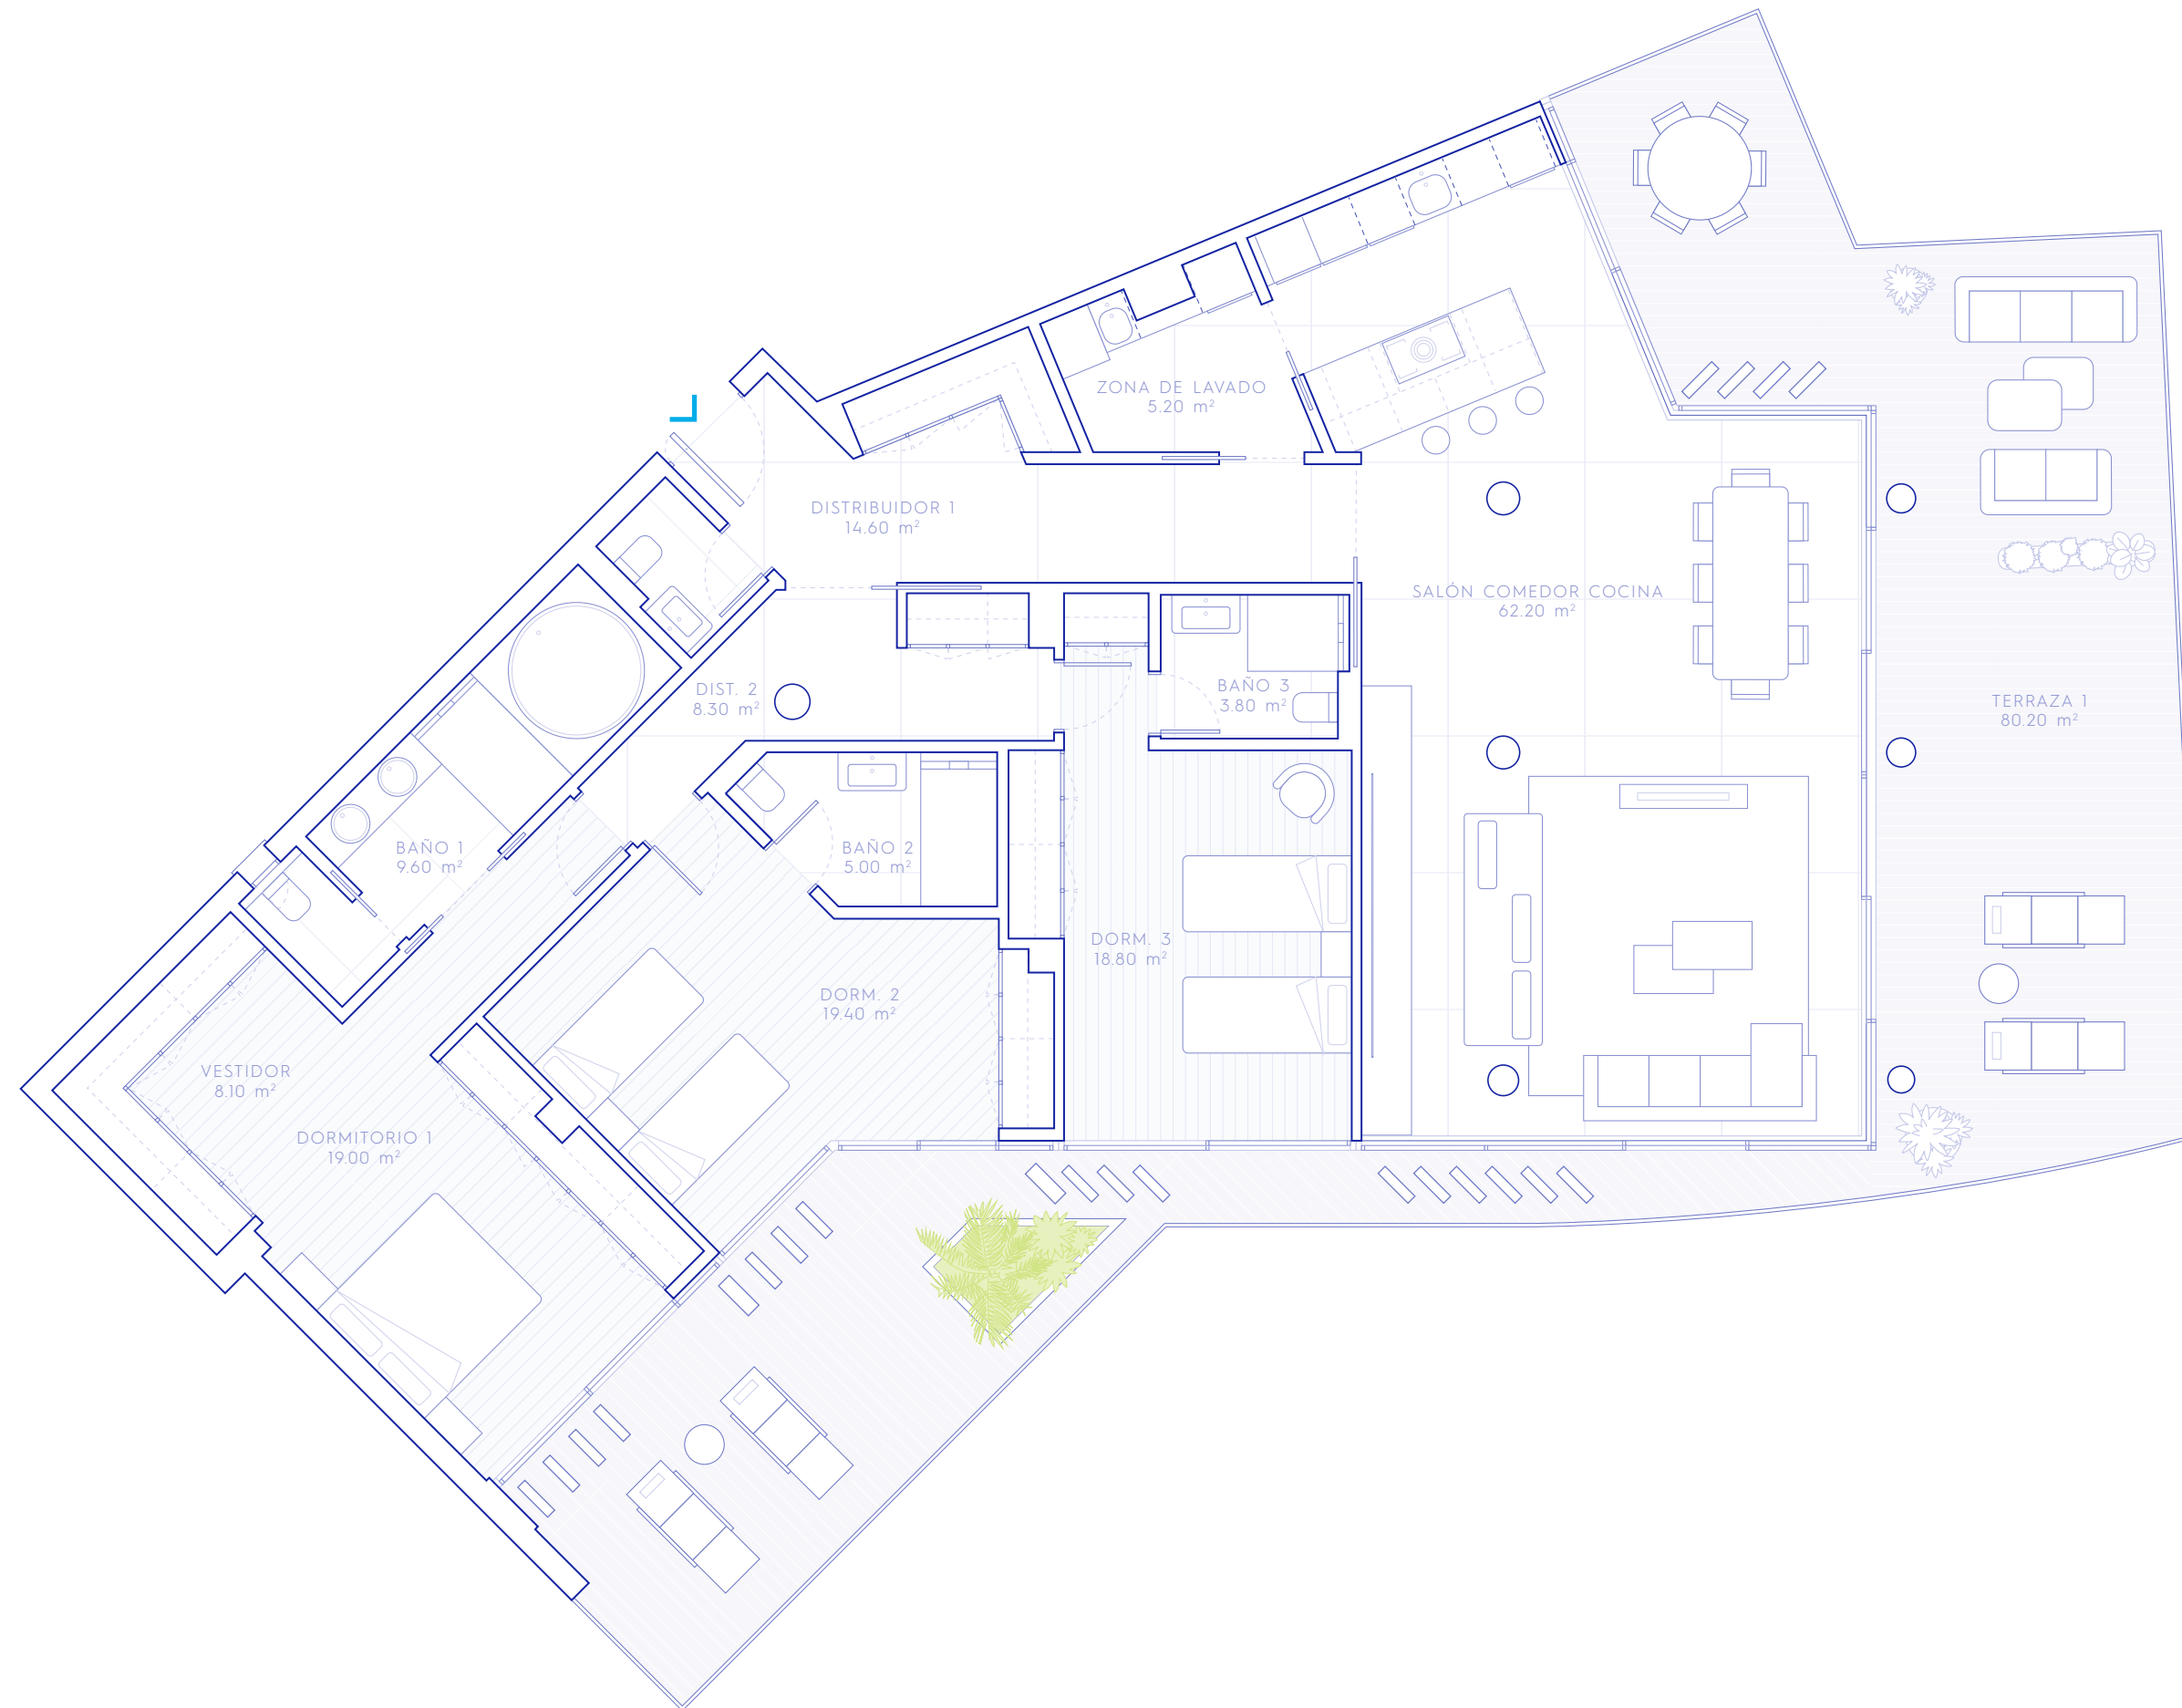 ZONA DE LAVADO
5.20 m²
DISTRIBUIDOR 1
14.60 m²
SALÓN COMEDOR COCINA
62.20 m²
DIST. 2
8.30 m²
BAÑO 3
3.80 m²
TERRAZA 1
80.20 m²
BAÑO 1
9.60 m²
BAÑO 2
5.00 m²
DORM. 3
18.80 m²
DORM. 2
19.40 m²
VESTIDOR
8.10 m²
DORMITORIO 1
19.00 m²